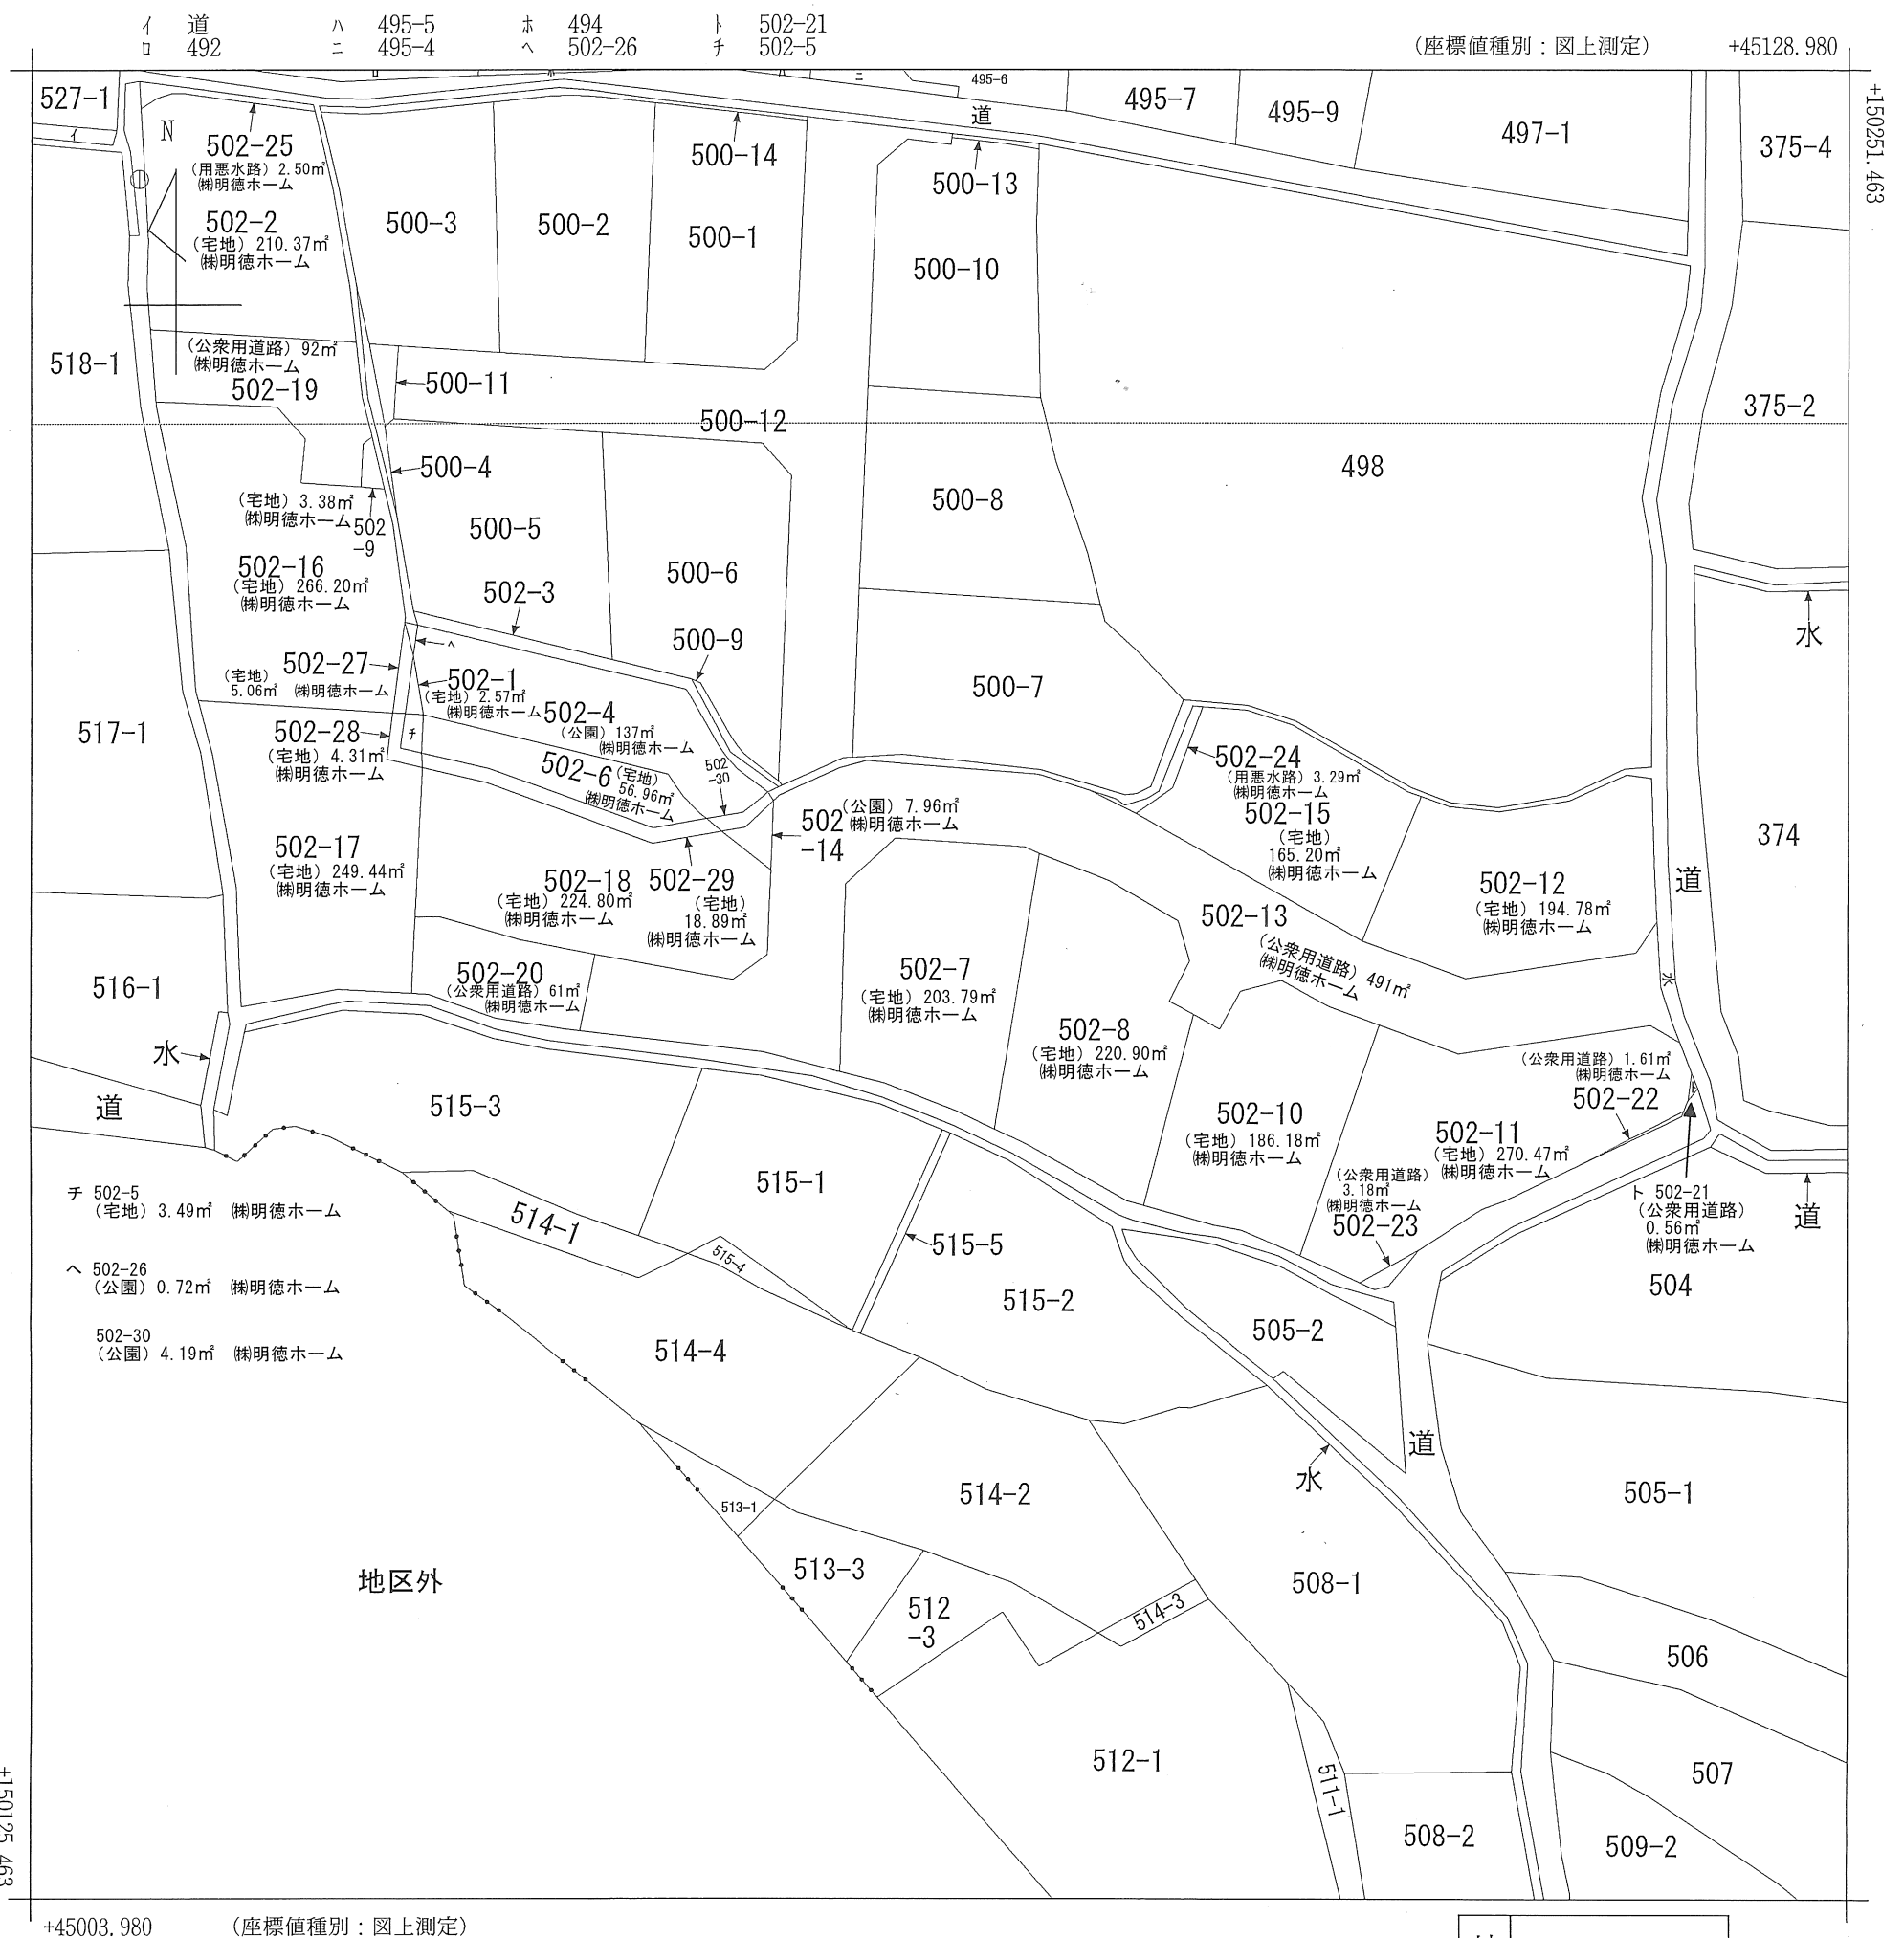 イ 道 ハ 495-5 ホ 494 ト 502-21
ロ 492 ニ 495-4 ヘ 502-26 チ 502-5
(座標値種別：図上測定) +45128.980
+150251.463
ロ ホ ハ ニ 495-6
527-1
イ
N
道
495-7
495-9
497-1
375-4
502-25
(用悪水路) 2.50㎡
㈱明徳ホーム
502-2
(宅地) 210.37㎡
㈱明徳ホーム
500-3
500-2
500-14
500-1
500-13
500-10
518-1
(公衆用道路) 92㎡
㈱明徳ホーム
502-19
500-11
500-12
375-2
498
500-4
(宅地) 3.38㎡
㈱明徳ホーム
502
-9
500-5
500-8
502-16
(宅地) 266.20㎡
㈱明徳ホーム
500-6
502-3
水
500-9
ヘ
502-27
(宅地)
5.06㎡ ㈱明徳ホーム
502-1
(宅地) 2.57㎡
㈱明徳ホーム
500-7
517-1
502-28
(宅地) 4.31㎡
㈱明徳ホーム
チ
502-4
(公園) 137㎡
㈱明徳ホーム
502-6
(宅地)
56.96㎡
㈱明徳ホーム
502
-30
502-24
(用悪水路) 3.29㎡
㈱明徳ホーム
502-15
(宅地)
165.20㎡
㈱明徳ホーム
502
-14
(公園) 7.96㎡
㈱明徳ホーム
374
502-17
(宅地) 249.44㎡
㈱明徳ホーム
502-18
(宅地) 224.80㎡
㈱明徳ホーム
502-29
(宅地)
18.89㎡
㈱明徳ホーム
502-12
(宅地) 194.78㎡
㈱明徳ホーム
道
502-13
(公衆用道路) 491㎡
㈱明徳ホーム
516-1
502-20
(公衆用道路) 61㎡
㈱明徳ホーム
502-7
(宅地) 203.79㎡
㈱明徳ホーム
水
502-8
(宅地) 220.90㎡
㈱明徳ホーム
水
(公衆用道路) 1.61㎡
㈱明徳ホーム
502-22
ト
道
515-3
502-10
(宅地) 186.18㎡
㈱明徳ホーム
502-11
(宅地) 270.47㎡
㈱明徳ホーム
(公衆用道路)
3.18㎡
㈱明徳ホーム
502-23
515-1
ト 502-21
(公衆用道路)
0.56㎡
㈱明徳ホーム
道
チ 502-5
(宅地) 3.49㎡ ㈱明徳ホーム
514-1
515-4
515-5
ヘ 502-26
(公園) 0.72㎡ ㈱明徳ホーム
504
515-2
505-2
502-30
(公園) 4.19㎡ ㈱明徳ホーム
514-4
道
水
514-2
505-1
513-1
513-3
508-1
地区外
512
-3
514-3
506
512-1
511-1
507
508-2
509-2
+150125.463
+45003.980 (座標値種別：図上測定)